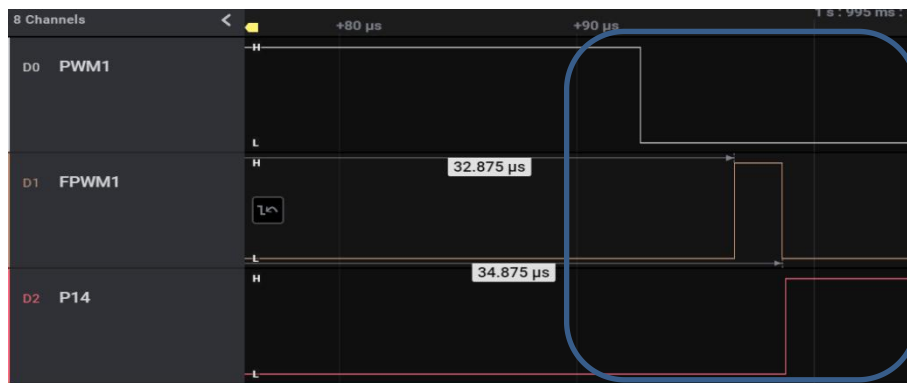 8 Channels
+80 µs
+90 µs
1 s : 995 ms :
D0 PWM1
H
L
D1 FPWM1
H
32.875 µs
L
34.875 µs
D2 P14
H
L